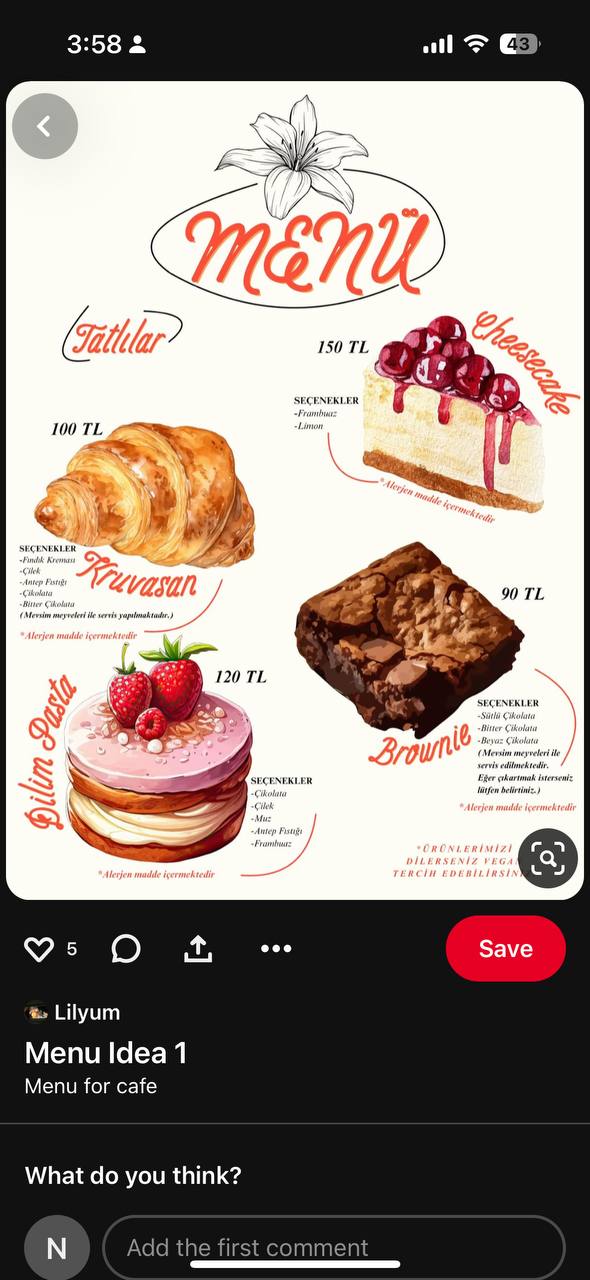 3:58
43
MENÜ
Tatlılar
Cheesecake
150 TL
SEÇENEKLER
-Frambuaz
-Limon
*Alerjen madde içermektedir
100 TL
SEÇENEKLER
-Fındık Kreması
-Çilek
-Antep Fıstığı
-Çikolata
-Bitter Çikolata
(Mevsim meyveleri ile servis yapılmaktadır.)
Kruvasan
*Alerjen madde içermektedir
90 TL
Brownie
SEÇENEKLER
-Sütlü Çikolata
-Bitter Çikolata
-Beyaz Çikolata
(Mevsim meyveleri ile
servis edilmektedir.
Eğer çıkartmak isterseniz
lütfen belirtiniz.)
*Alerjen madde içermektedir
120 TL
Dilim Pasta
SEÇENEKLER
-Çikolata
-Çilek
-Muz
-Antep Fıstığı
-Frambuaz
*Alerjen madde içermektedir
*ÜRÜNLERİMİZİ
DİLERSENİZ VEGAN
TERCİH
5
Save
Lilyum
Menu Idea 1
Menu for cafe
What do you think?
N
Add the first comment